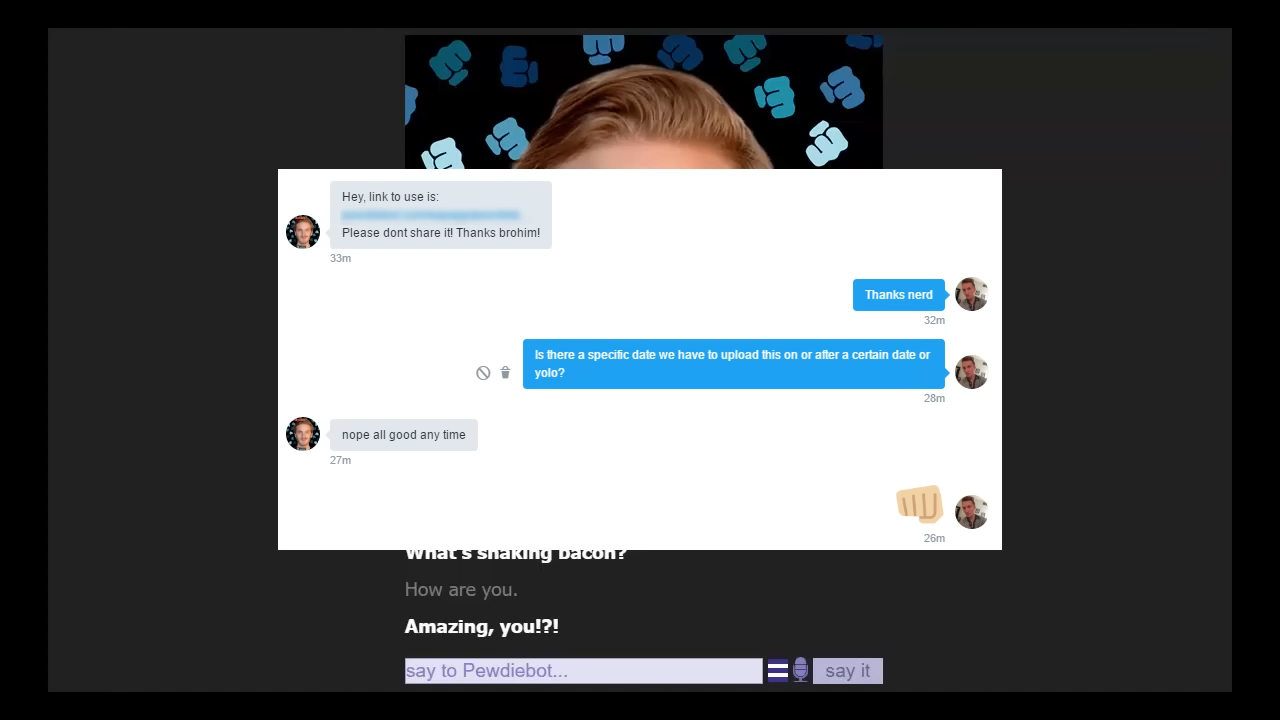 Hey, link to use is:
Please dont share it! Thanks brohim!
33m
Thanks nerd
32m
Is there a specific date we have to upload this on or after a certain date or
yolo?
28m
nope all good any time
27m
26m
What's shaking bacon?
How are you.
Amazing, you!?!
say to Pewdiebot...
say it